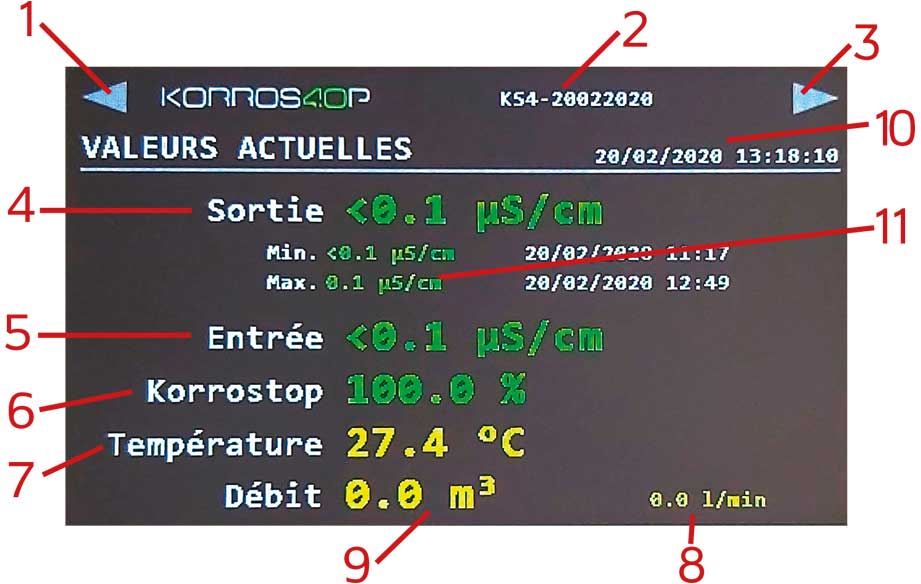 1
2
3
KORROS4.0P
KS4-20022020
10
VALEURS ACTUELLES
20/02/2020 13:18:10
4
Sortie <0.1 µS/cm
11
Min. <0.1 µS/cm 20/02/2020 11:17
Max. 0.1 µS/cm 20/02/2020 12:49
5
Entrée <0.1 µS/cm
6
Korrostop 100.0 %
7
Température 27.4 °C
Débit 0.0 m³
0.0 l/min
9
8